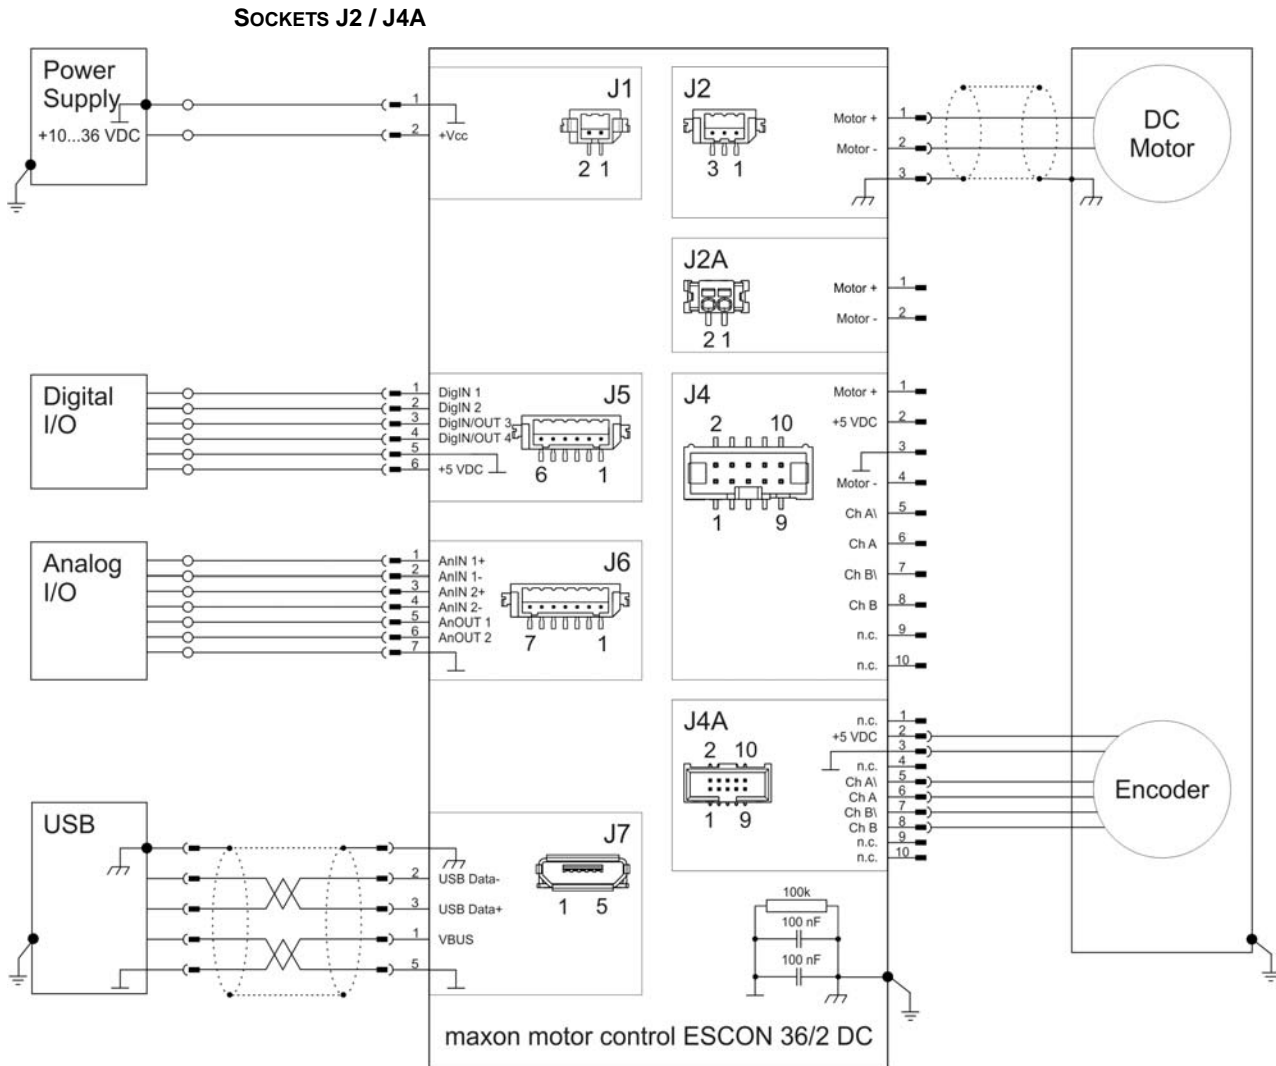 SOCKETS J2 / J4A
Power
Supply
+10...36 VDC
1
2
+Vcc
J1
2 1
J2
3 1
Motor +
Motor -
1
2
3
DC
Motor
J2A
2 1
Motor +
Motor -
1
2
Digital
I/O
1
2
3
4
5
6
DigIN 1
DigIN 2
DigIN/OUT 3
DigIN/OUT 4
+5 VDC
J5
6 1
J4
2 10
1 9
Motor +
+5 VDC
Motor -
Ch A\
Ch A
Ch B\
Ch B
n.c.
n.c.
1
2
3
4
5
6
7
8
9
10
Analog
I/O
1
2
3
4
5
6
7
AnIN 1+
AnIN 1-
AnIN 2+
AnIN 2-
AnOUT 1
AnOUT 2
J6
7 1
J4A
2 10
1 9
n.c.
+5 VDC
n.c.
Ch A\
Ch A
Ch B\
Ch B
n.c.
n.c.
1
2
3
4
5
6
7
8
9
10
Encoder
USB
2
3
1
5
USB Data-
USB Data+
VBUS
J7
1 5
100k
100 nF
100 nF
maxon motor control ESCON 36/2 DC